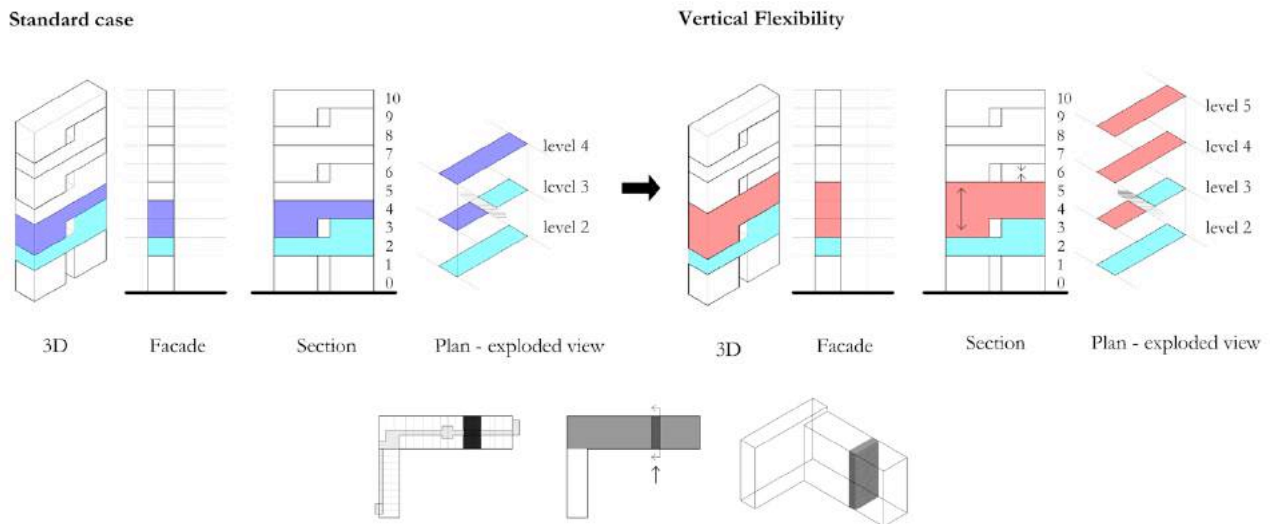 Standard case
Vertical Flexibility
10
9
8
7
6
5
4
3
2
1
0
level 4
level 3
level 2
3D
Facade
Section
Plan - exploded view
10
9
8
7
6
5
4
3
2
1
0
level 5
level 4
level 3
level 2
3D
Facade
Section
Plan - exploded view